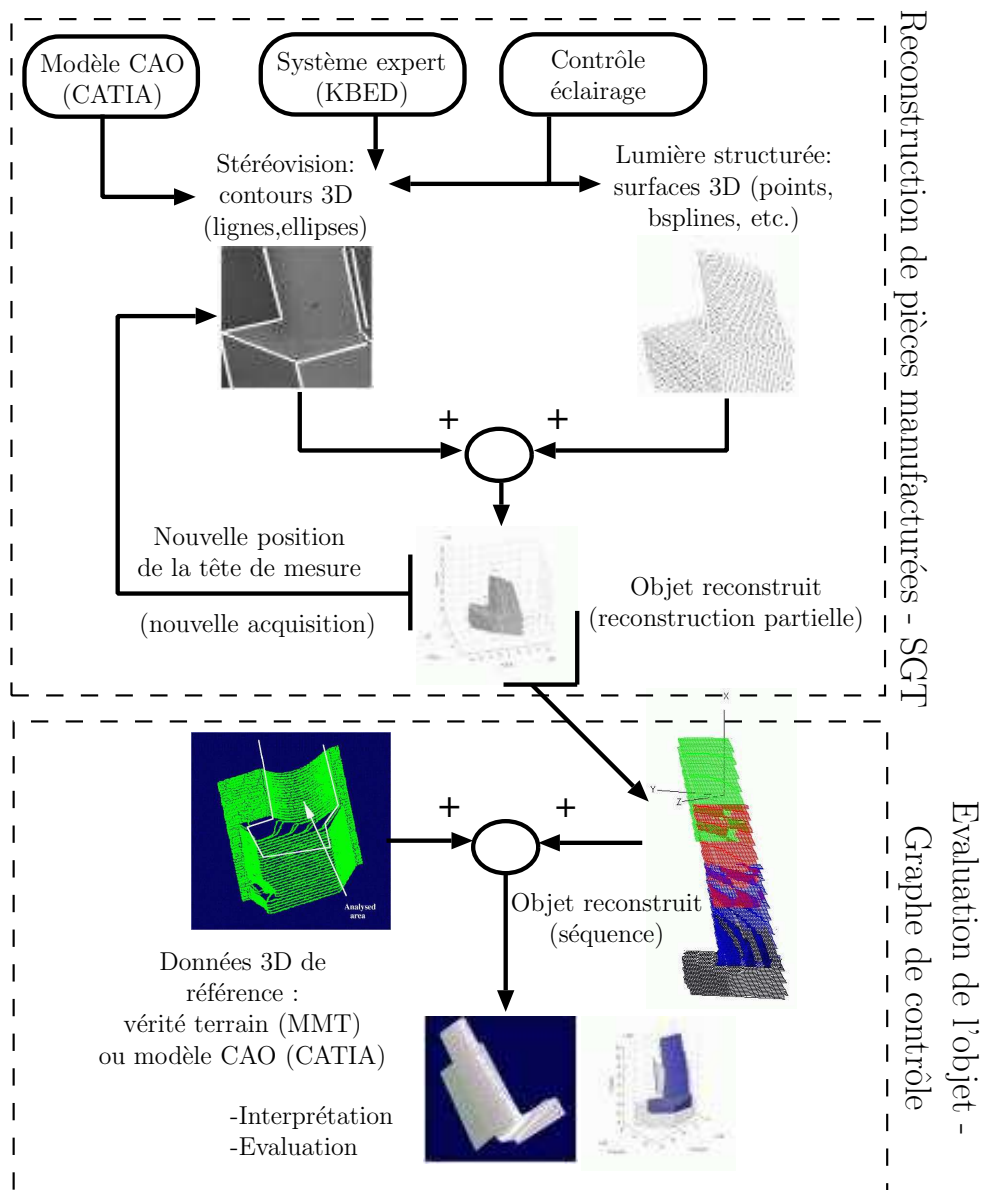 Modèle CAO
(CATIA)
Système expert
(KBED)
Contrôle
éclairage
Stéréovision:
contours 3D
(lignes,ellipses)
Lumière structurée:
surfaces 3D (points,
bsplines, etc.)
+
+
Nouvelle position
de la tête de mesure
(nouvelle acquisition)
Objet reconstruit
(reconstruction partielle)
Reconstruction de pièces manufacturées - SGT
X
Y
Z
+
+
Analysed
area
Objet reconstruit
(séquence)
Données 3D de
référence :
vérité terrain (MMT)
ou modèle CAO (CATIA)
-Interprétation
-Evaluation
Evaluation de l'objet -
Graphe de contrôle